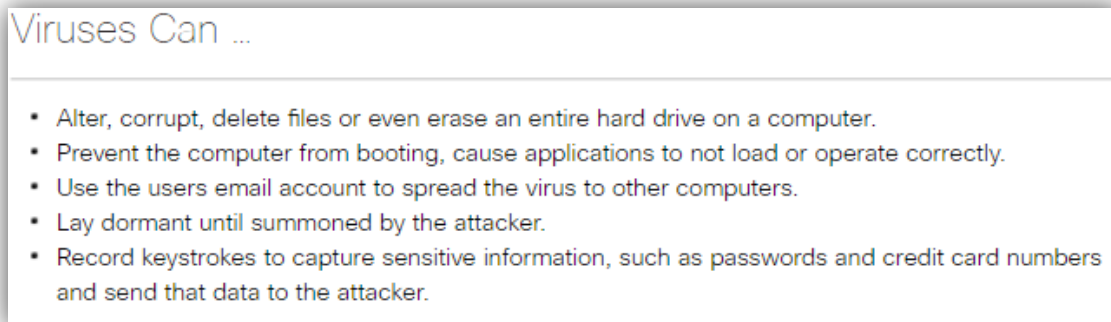 Viruses Can ...
• Alter, corrupt, delete files or even erase an entire hard drive on a computer.
• Prevent the computer from booting, cause applications to not load or operate correctly.
• Use the users email account to spread the virus to other computers.
• Lay dormant until summoned by the attacker.
• Record keystrokes to capture sensitive information, such as passwords and credit card numbers
and send that data to the attacker.